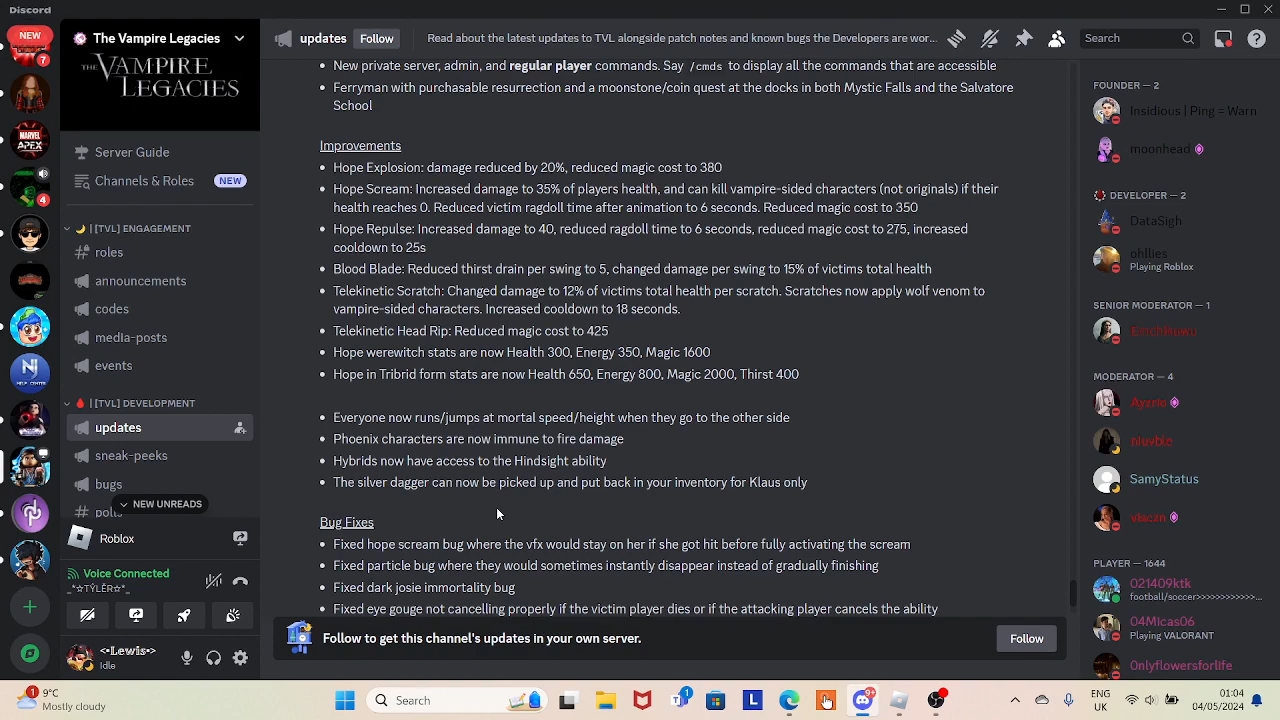 Discord
NEW
7
MARVEL
APEX
4
NJ
HELP CENTER
The Vampire Legacies
THE VAMPIRE
LEGACIES
Server Guide
Channels & Roles
NEW
[TVL] ENGAGEMENT
roles
announcements
codes
media-posts
events
[TVL] DEVELOPMENT
updates
sneak-peeks
bugs
polls
NEW UNREADS
Roblox
Voice Connected
<Lewis>
Idle
updates
Follow
Read about the latest updates to TVL alongside patch notes and known bugs the Developers are wor...
Search
• New private server, admin, and regular player commands. Say /cmds to display all the commands that are accessible
• Ferryman with purchasable resurrection and a moonstone/coin quest at the docks in both Mystic Falls and the Salvatore
School
Improvements
• Hope Explosion: damage reduced by 20%, reduced magic cost to 380
• Hope Scream: Increased damage to 35% of players health, and can kill vampire-sided characters (not originals) if their
health reaches 0. Reduced victim ragdoll time after animation to 6 seconds. Reduced magic cost to 350
• Hope Repulse: Increased damage to 40, reduced ragdoll time to 6 seconds, reduced magic cost to 275, increased
cooldown to 25s
• Blood Blade: Reduced thirst drain per swing to 5, changed damage per swing to 15% of victims total health
• Telekinetic Scratch: Changed damage to 12% of victims total health per scratch. Scratches now apply wolf venom to
vampire-sided characters. Increased cooldown to 18 seconds.
• Telekinetic Head Rip: Reduced magic cost to 425
• Hope werewitch stats are now Health 300, Energy 350, Magic 1600
• Hope in Tribrid form stats are now Health 650, Energy 800, Magic 2000, Thirst 400
• Everyone now runs/jumps at mortal speed/height when they go to the other side
• Phoenix characters are now immune to fire damage
• Hybrids now have access to the Hindsight ability
• The silver dagger can now be picked up and put back in your inventory for Klaus only
Bug Fixes
• Fixed hope scream bug where the vfx would stay on her if she got hit before fully activating the scream
• Fixed particle bug where they would sometimes instantly disappear instead of gradually finishing
• Fixed dark josie immortality bug
• Fixed eye gouge not cancelling properly if the victim player dies or if the attacking player cancels the ability
Follow to get this channel's updates in your own server.
Follow
FOUNDER — 2
Insidious | Ping = Warn
moonhead
DEVELOPER — 2
DataSigh
ohllies
Playing Roblox
SENIOR MODERATOR — 1
MODERATOR — 4
SamyStatus
PLAYER — 1644
021409ktk
football/soccer>>>>>>>>>>>...
04Micas06
Playing VALORANT
0nlyflowersforlife
1
9°C
Mostly cloudy
Search
1
9+
ENG
UK
01:04
04/05/2024